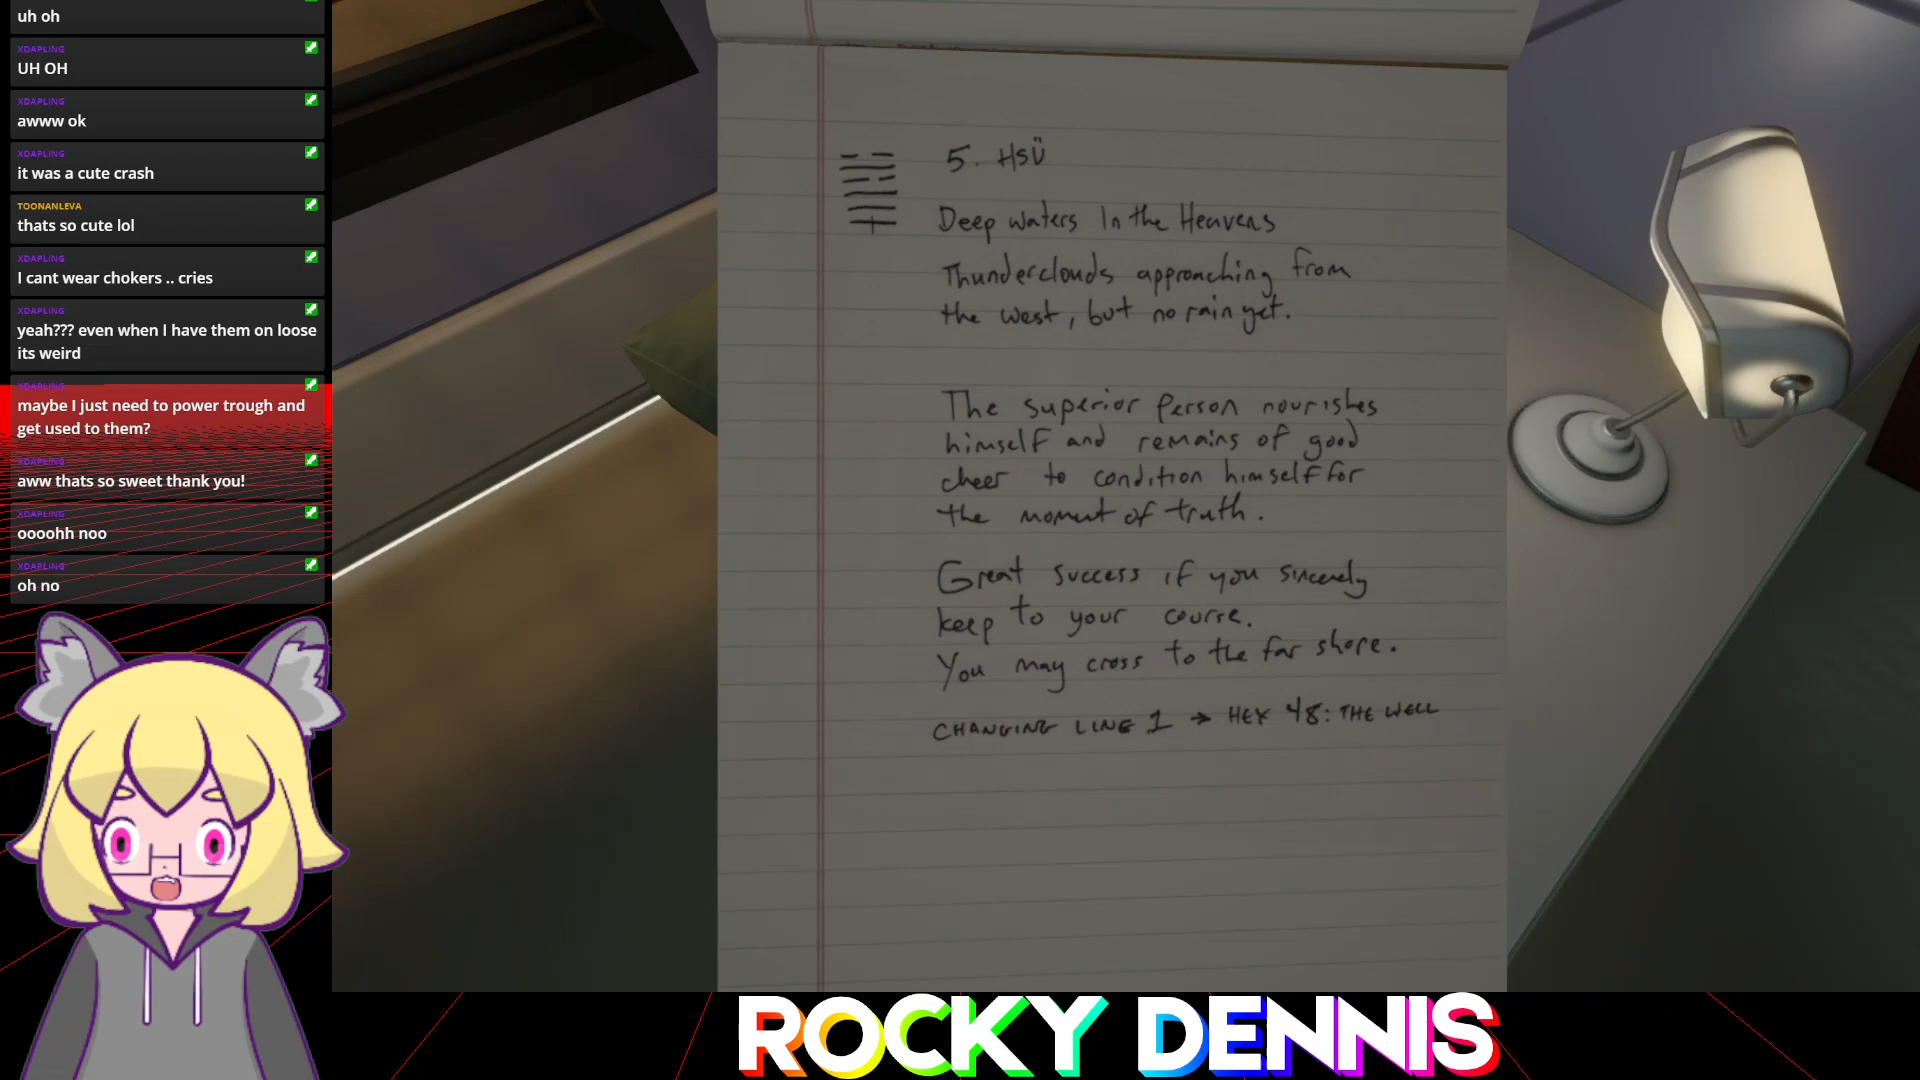 uh oh
XDAPLING
UH OH
XDAPLING
awww ok
XDAPLING
it was a cute crash
TOONANLEVA
thats so cute lol
XDAPLING
I cant wear chokers .. cries
XDAPLING
yeah??? even when I have them on loose
its weird
XDAPLING
maybe I just need to power trough and
get used to them?
XDAPLING
aww thats so sweet thank you!
XDAPLING
oooohh noo
XDAPLING
oh no
5. HSÜ
Deep waters In the Heavens
Thunderclouds approaching from
the west, but no rain yet.
The superior person nourishes
himself and remains of good
cheer to condition himself for
the moment of truth.
Great success if you sincerely
keep to your course.
You may cross to the far shore.
CHANGING LINE 1 → HEX 48: THE WELL
ROCKY DENNIS